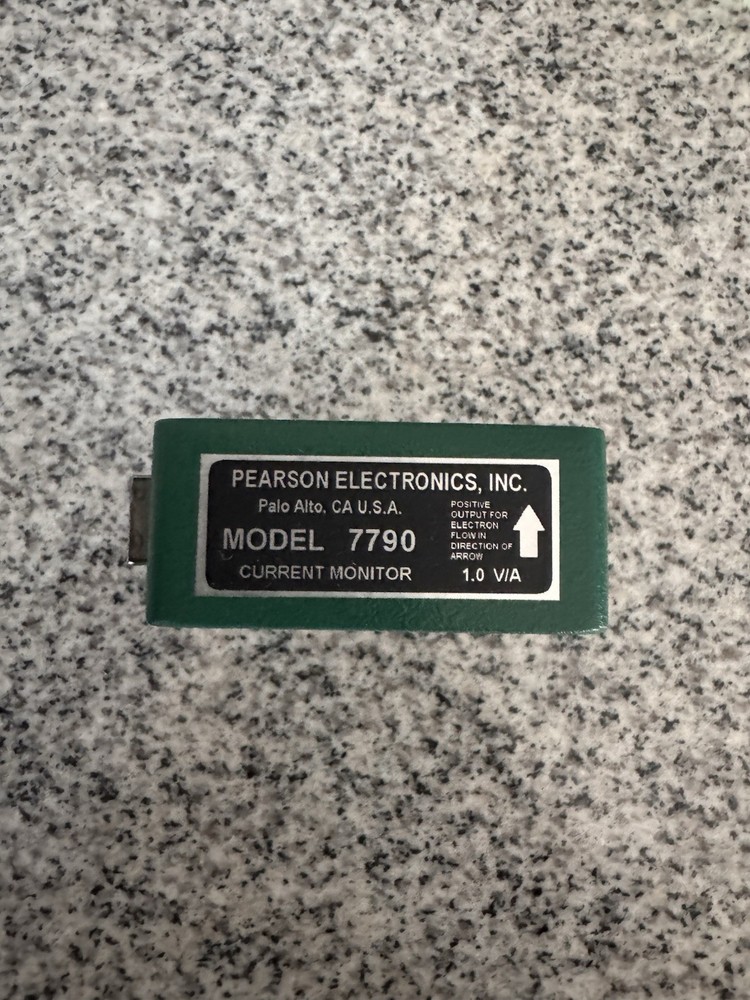 PEARSON ELECTRONICS, INC.
Palo Alto, CA U.S.A.
MODEL 7790
CURRENT MONITOR
POSITIVE
OUTPUT FOR
ELECTRON
FLOW IN
DIRECTION OF
ARROW
1.0 V/A